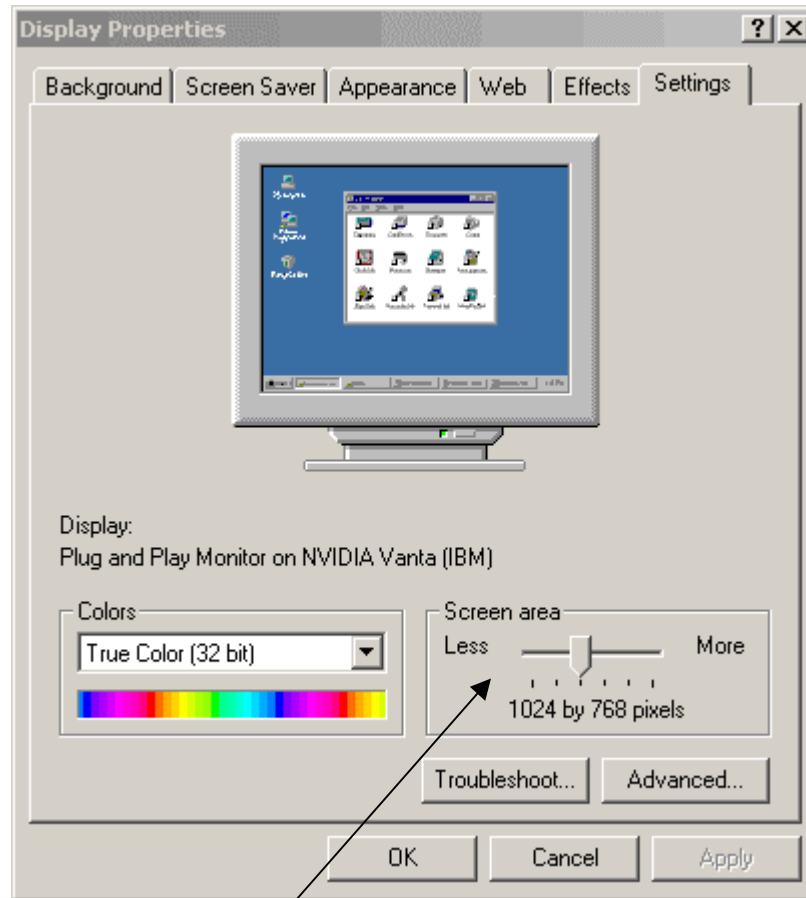 Display Properties
Background Screen Saver Appearance Web Effects Settings
Display:
Plug and Play Monitor on NVIDIA Vanta (IBM)
Colors
True Color (32 bit)
Screen area
Less More
1024 by 768 pixels
Troubleshoot... Advanced...
OK Cancel Apply